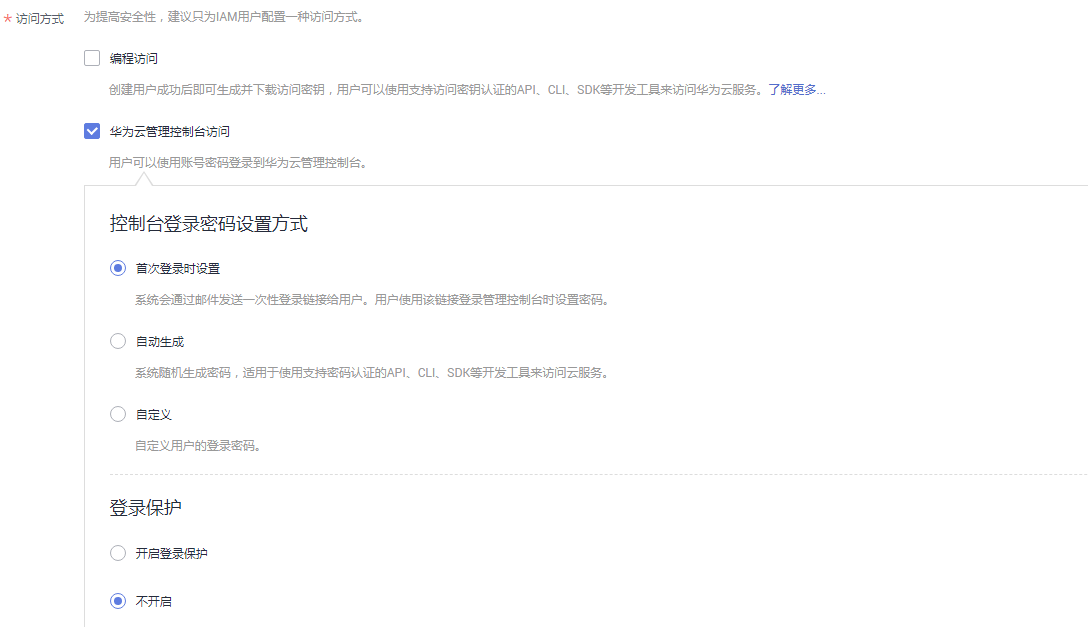 * 访问方式 为提高安全性，建议只为IAM用户配置一种访问方式。
编程访问
创建用户成功后即可生成并下载访问密钥，用户可以使用支持访问密钥认证的API、CLI、SDK等开发工具来访问华为云服务。了解更多...
华为云管理控制台访问
用户可以使用账号密码登录到华为云管理控制台。
控制台登录密码设置方式
首次登录时设置
系统会通过邮件发送一次性登录链接给用户。用户使用该链接登录管理控制台时设置密码。
自动生成
系统随机生成密码，适用于使用支持密码认证的API、CLI、SDK等开发工具来访问云服务。
自定义
自定义用户的登录密码。
登录保护
开启登录保护
不开启